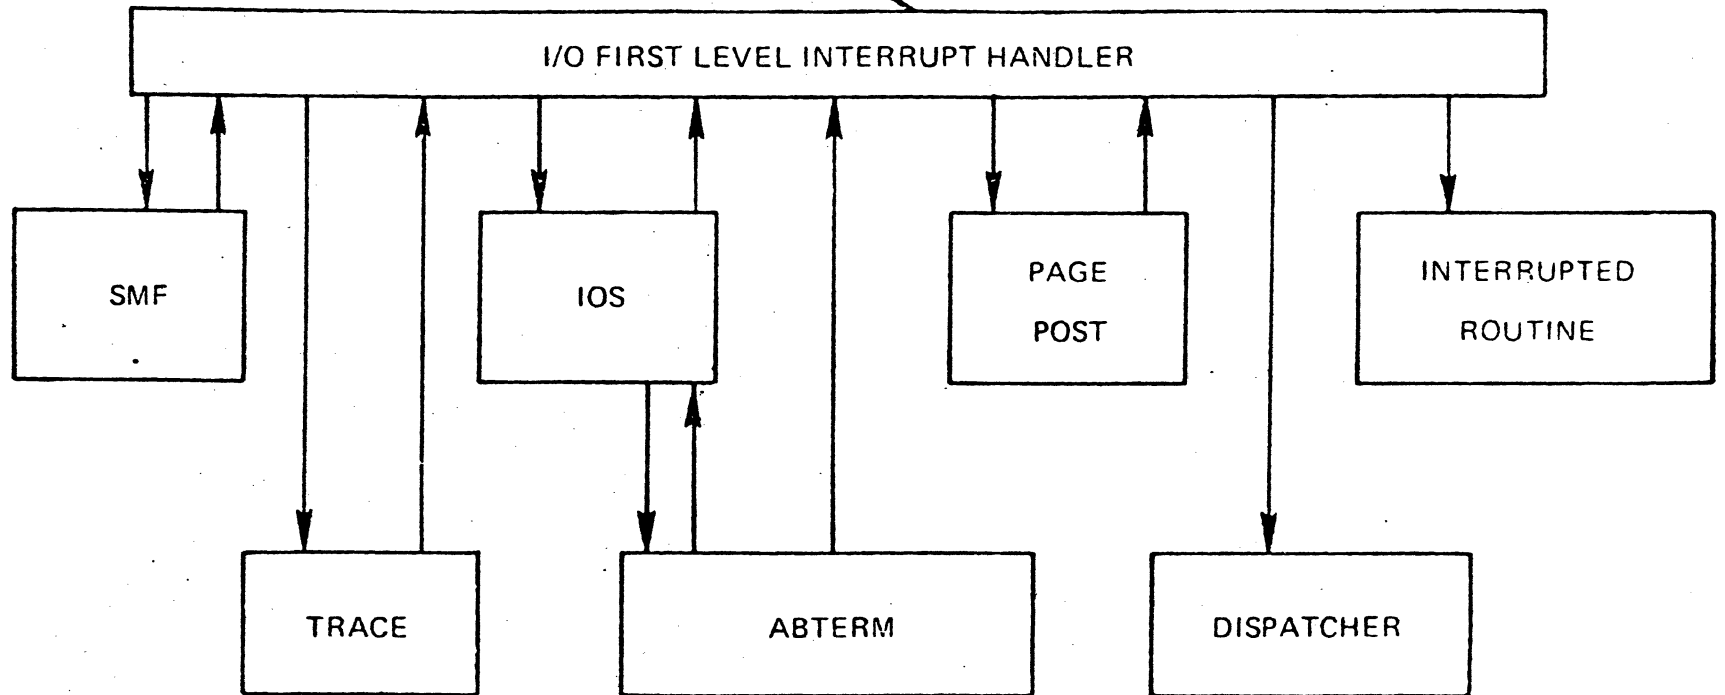 I/O FIRST LEVEL INTERRUPT HANDLER
SMF
IOS
PAGE
POST
INTERRUPTED
ROUTINE
TRACE
ABTERM
DISPATCHER